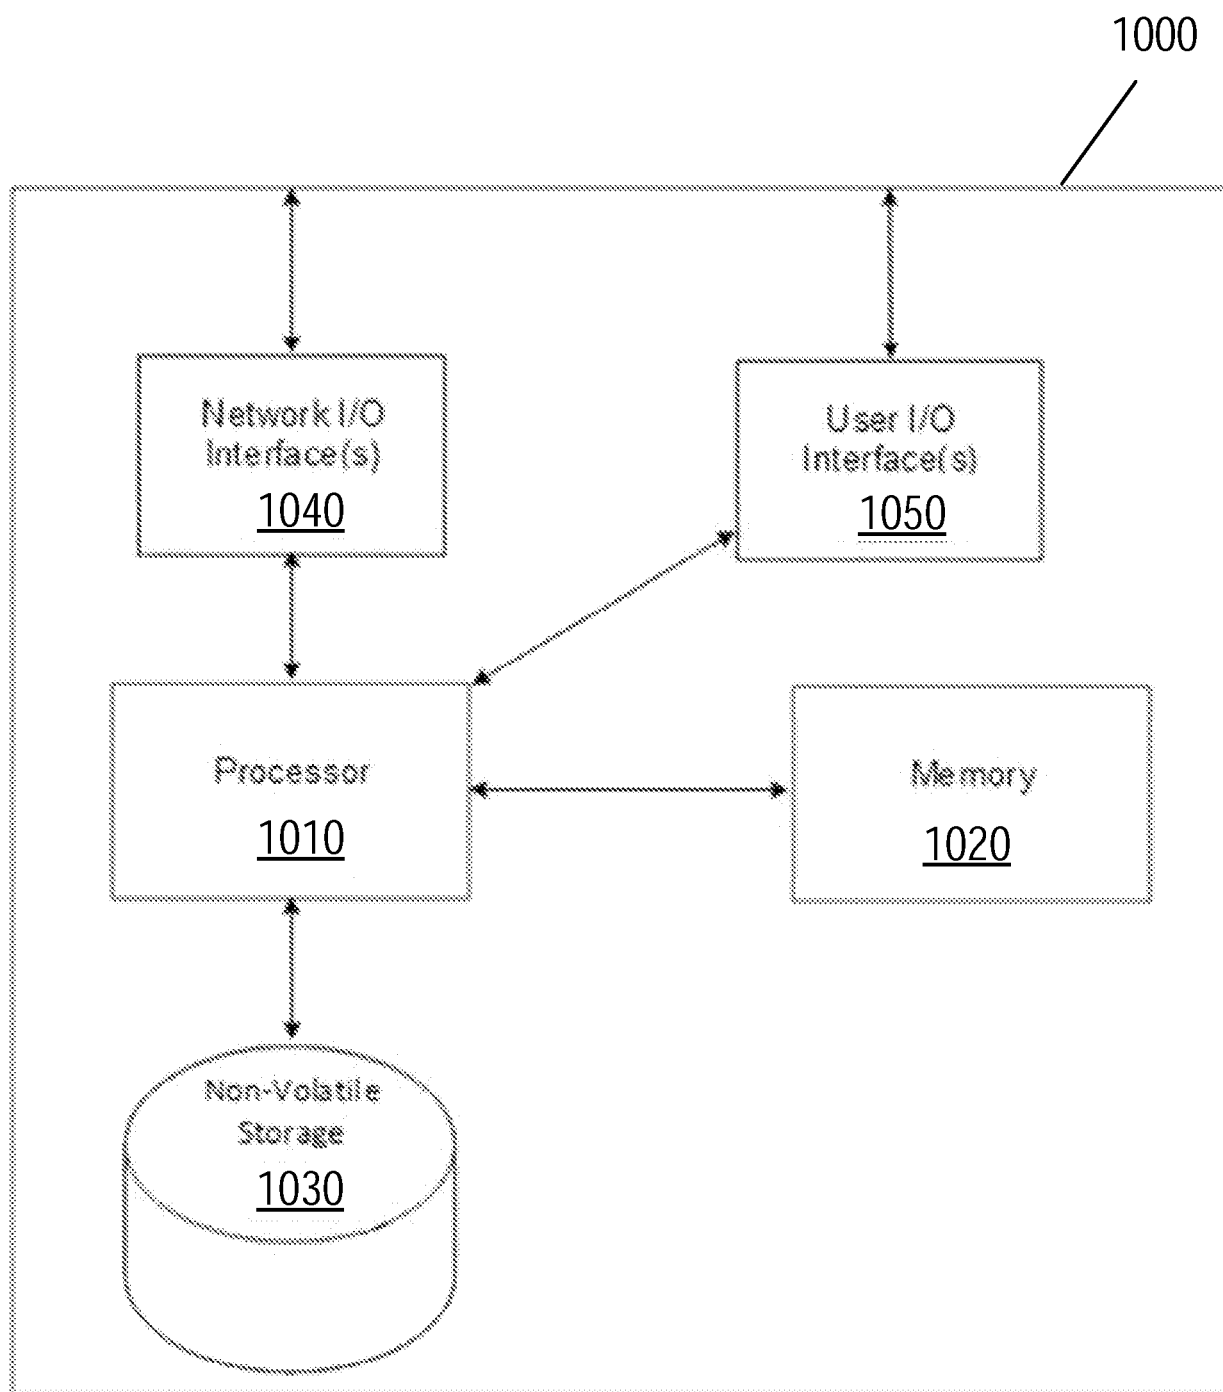 1000
Network I/O
Interface(s)
1040
User I/O
Interface(s)
1050
Processor
1010
Memory
1020
Non-Volatile
Storage
1030